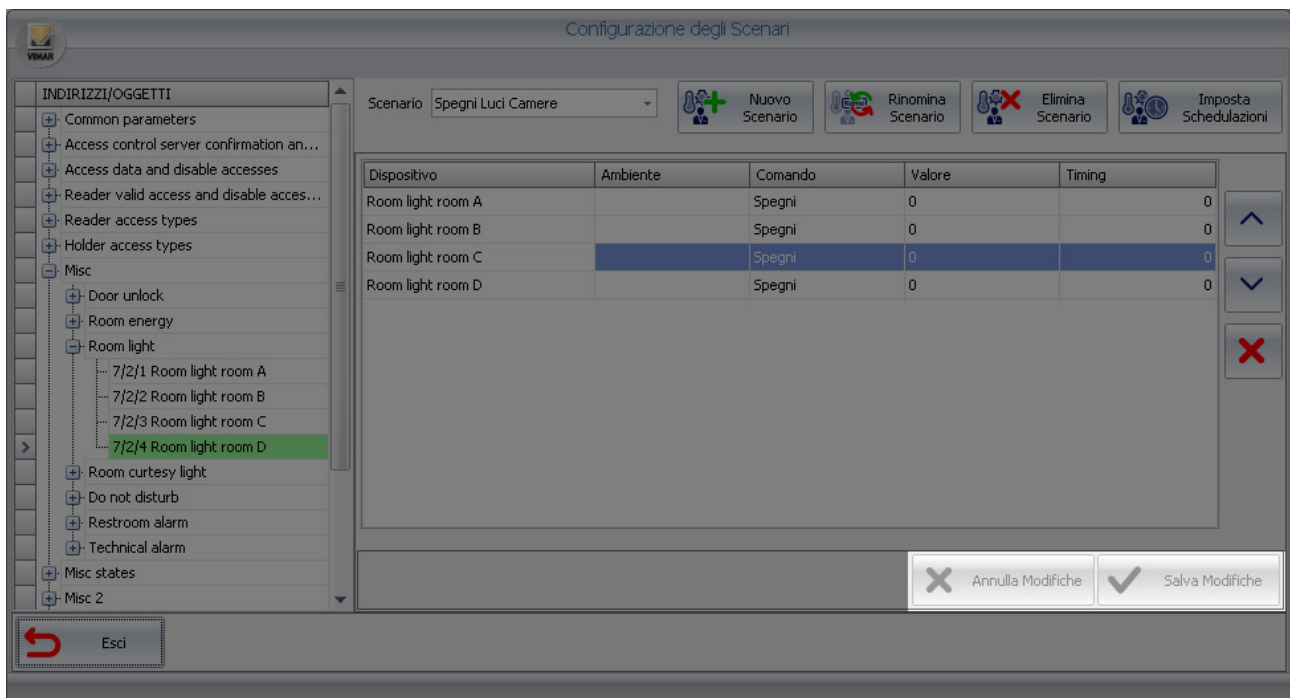 Configurazione degli Scenari
VIMAR
INDIRIZZI/OGGETTI
Common parameters
Access control server confirmation an...
Access data and disable accesses
Reader valid access and disable acces...
Reader access types
Holder access types
Misc
Door unlock
Room energy
Room light
7/2/1 Room light room A
7/2/2 Room light room B
7/2/3 Room light room C
7/2/4 Room light room D
Room curtesy light
Do not disturb
Restroom alarm
Technical alarm
Misc states
Misc 2
Scenario Spegni Luci Camere
Nuovo Scenario
Rinomina Scenario
Elimina Scenario
Imposta Schedulazioni
Dispositivo Ambiente Comando Valore Timing
Room light room A Spegni 0 0
Room light room B Spegni 0 0
Room light room C Spegni 0 0
Room light room D Spegni 0 0
Annulla Modifiche
Salva Modifiche
Esci